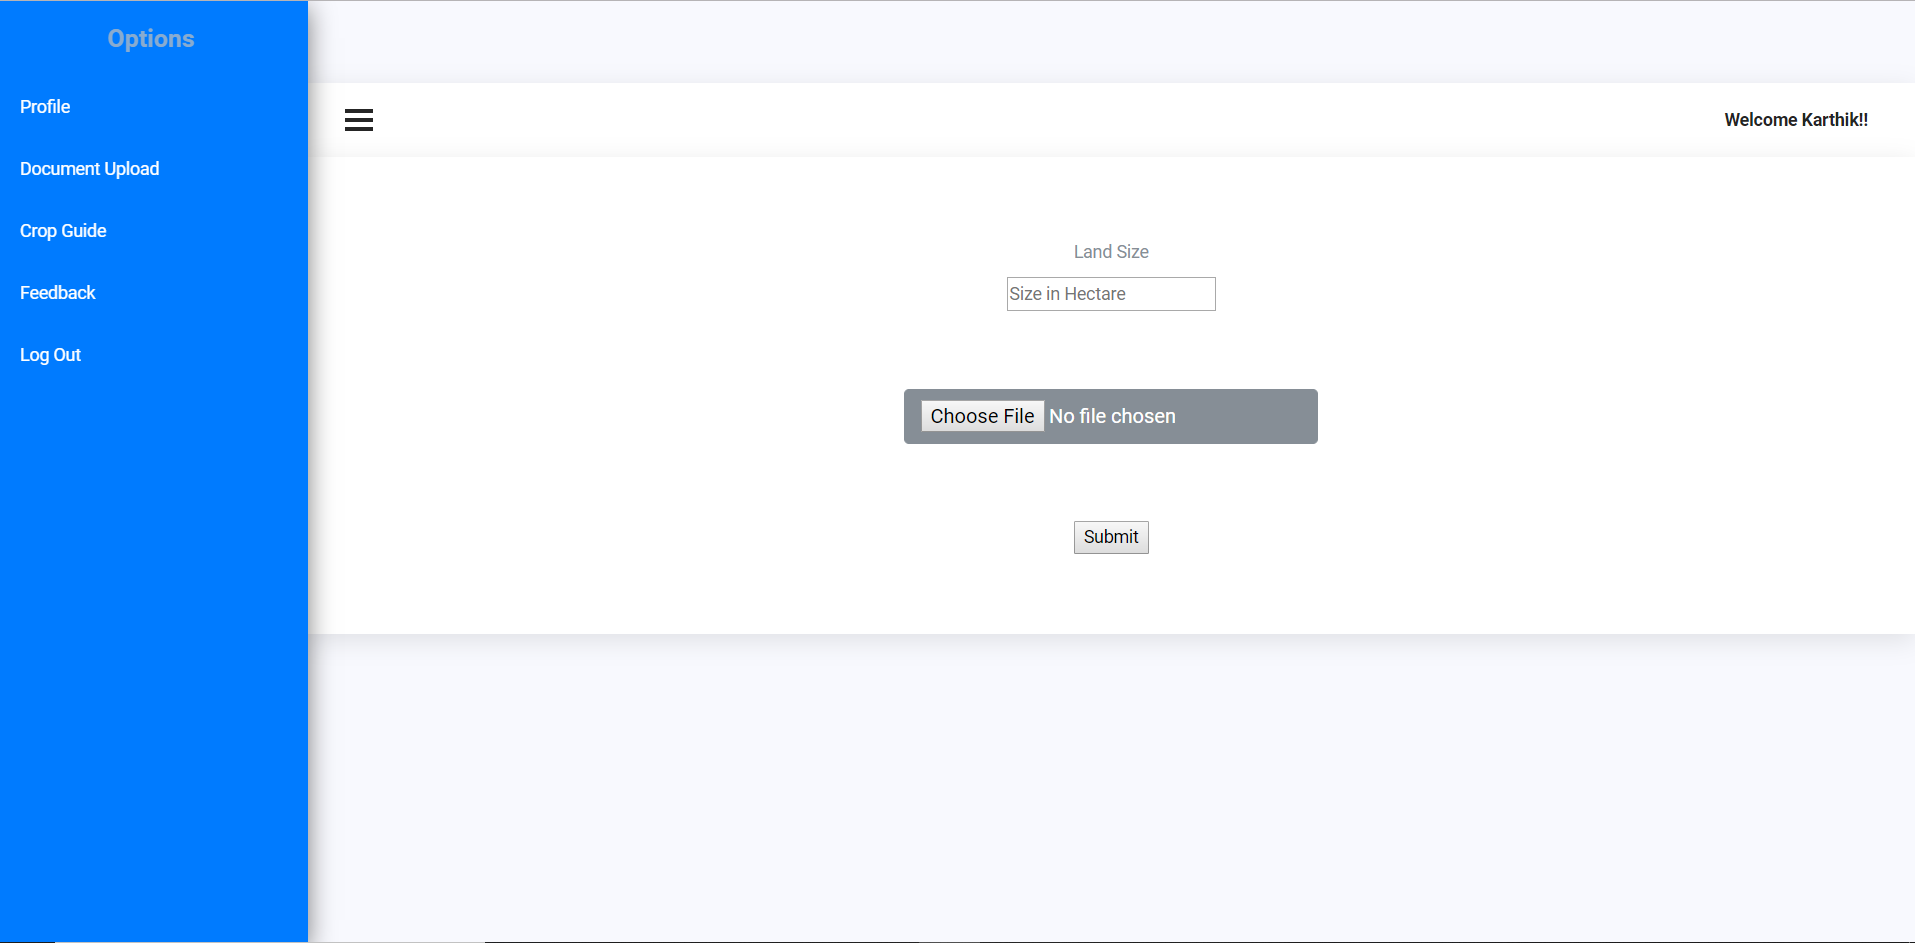 Options
Profile
Document Upload
Crop Guide
Feedback
Log Out
Welcome Karthik!!
Land Size
Size in Hectare
Choose File No file chosen
Submit